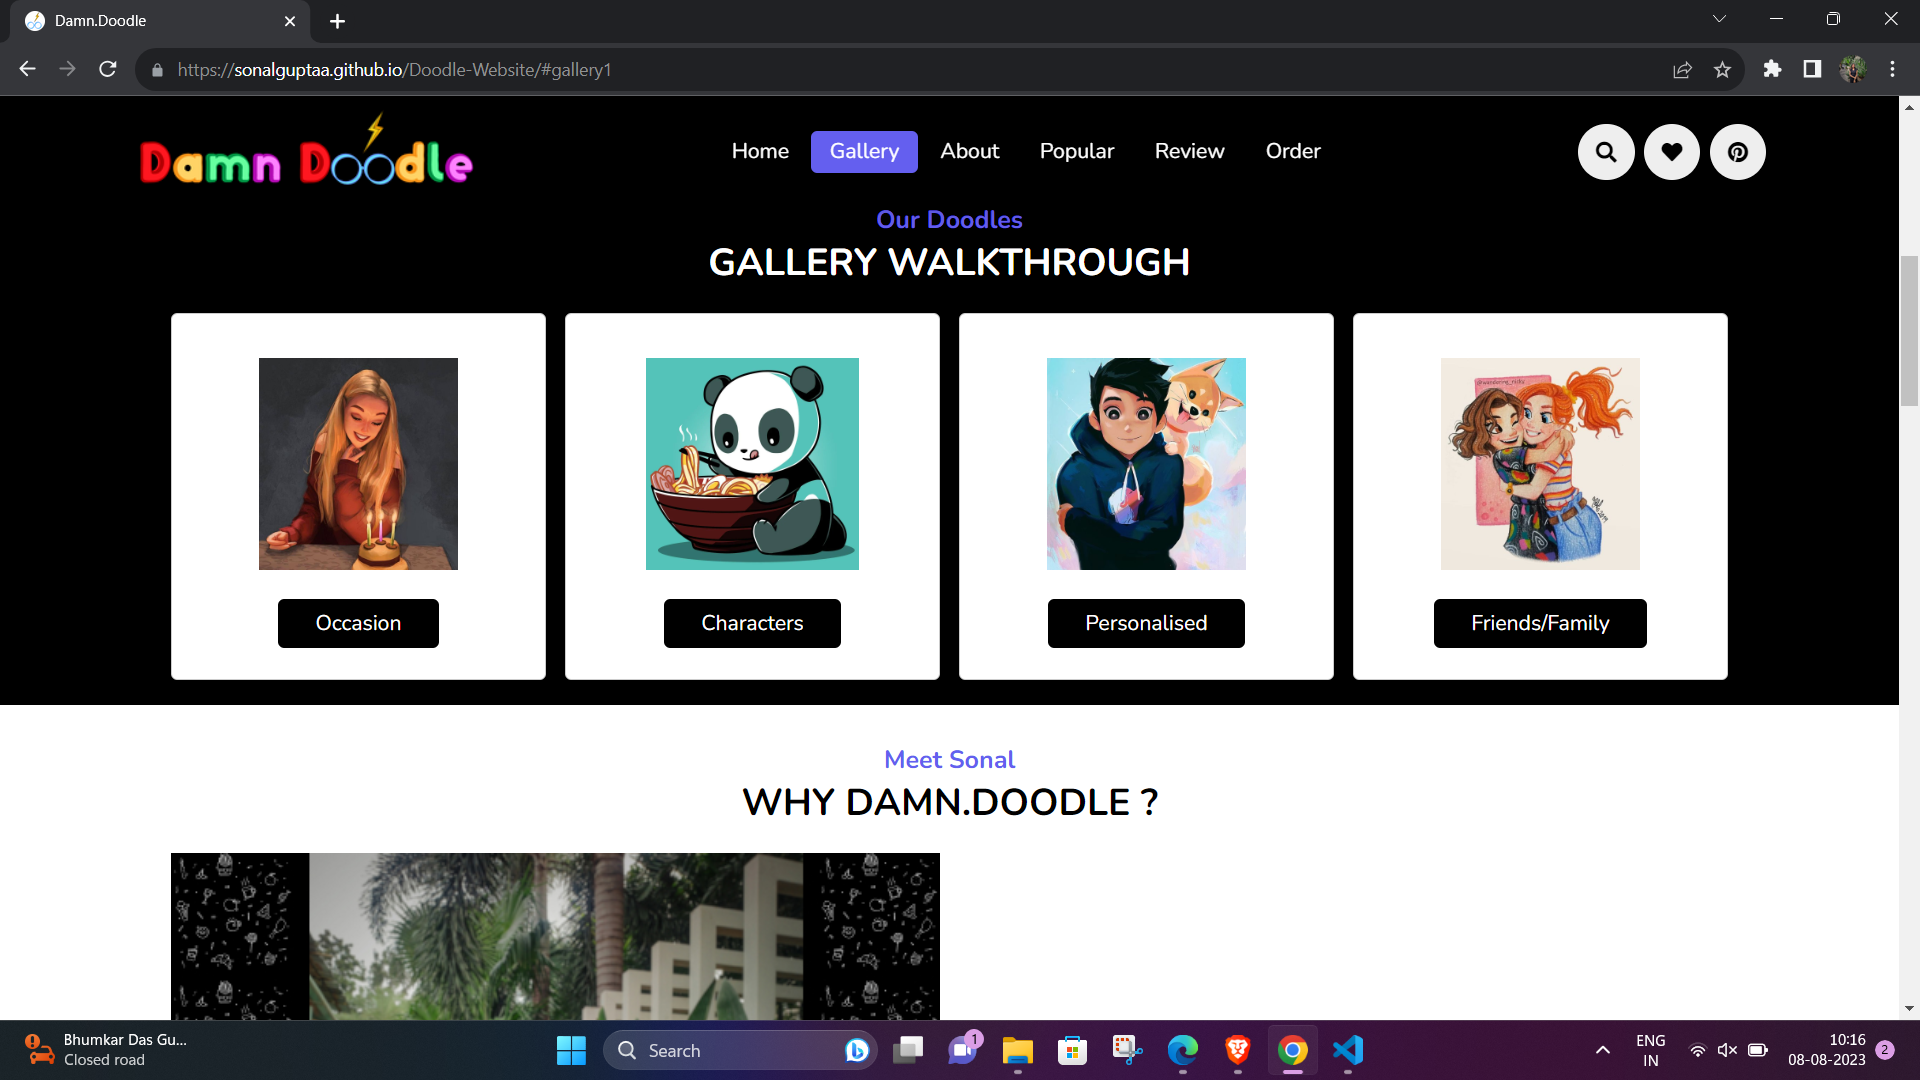 Damn.Doodle
https://sonalguptaa.github.io/Doodle-Website/#gallery1
Damn Doodle
Home
Gallery
About
Popular
Review
Order
Our Doodles
GALLERY WALKTHROUGH
Occasion
Characters
Personalised
Friends/Family
Meet Sonal
WHY DAMN.DOODLE ?
Bhumkar Das Gu...
Closed road
Search
1
ENG
IN
10:16
08-08-2023
2